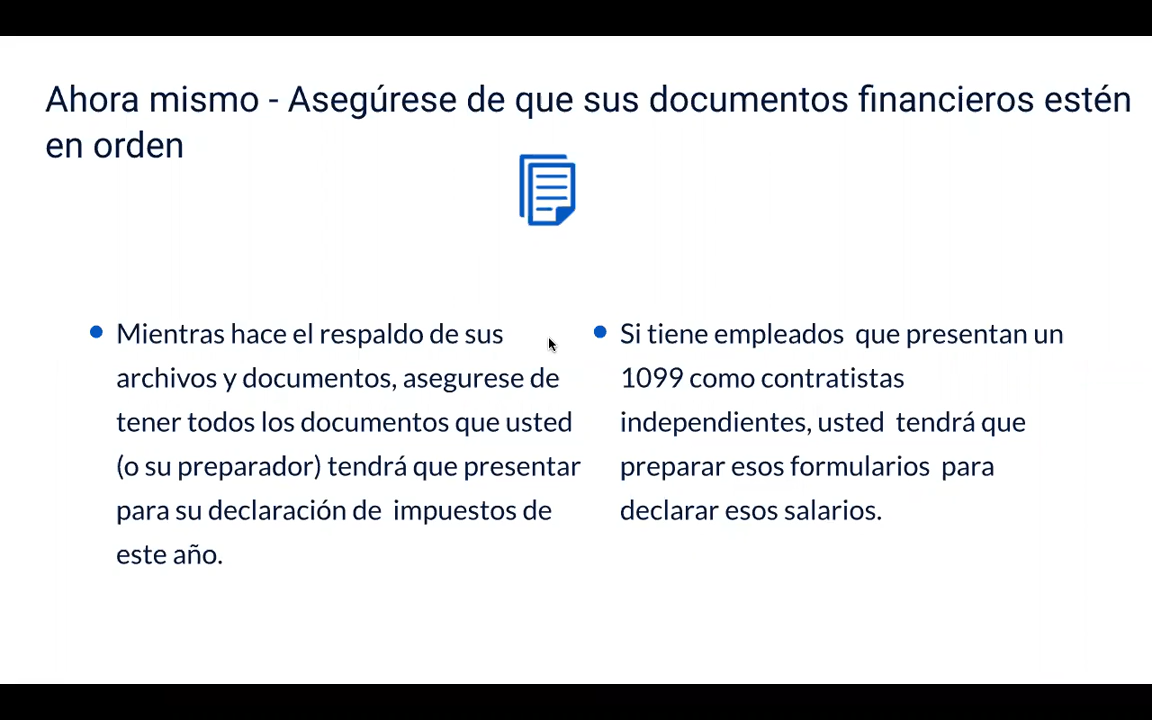 Ahora mismo - Asegúrese de que sus documentos financieros estén
en orden
Mientras hace el respaldo de sus
archivos y documentos, asegurese de
tener todos los documentos que usted
(o su preparador) tendrá que presentar
para su declaración de impuestos de
este año.
Si tiene empleados que presentan un
1099 como contratistas
independientes, usted tendrá que
preparar esos formularios para
declarar esos salarios.